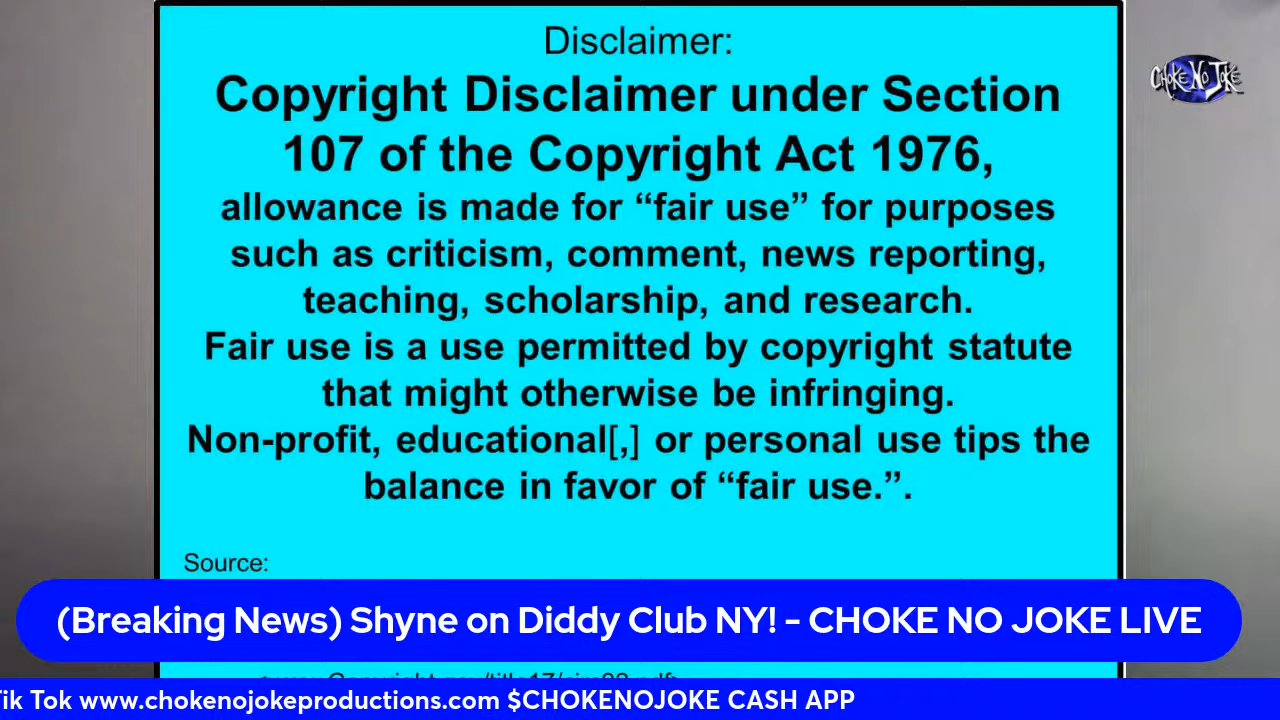 Disclaimer:
CHOKE NO JOKE
Copyright Disclaimer under Section
107 of the Copyright Act 1976,
allowance is made for “fair use” for purposes
such as criticism, comment, news reporting,
teaching, scholarship, and research.
Fair use is a use permitted by copyright statute
that might otherwise be infringing.
Non-profit, educational[,] or personal use tips the
balance in favor of “fair use.”.
Source:
(Breaking News) Shyne on Diddy Club NY! - CHOKE NO JOKE LIVE
Tik Tok www.chokenojokeproductions.com $CHOKENOJOKE CASH APP